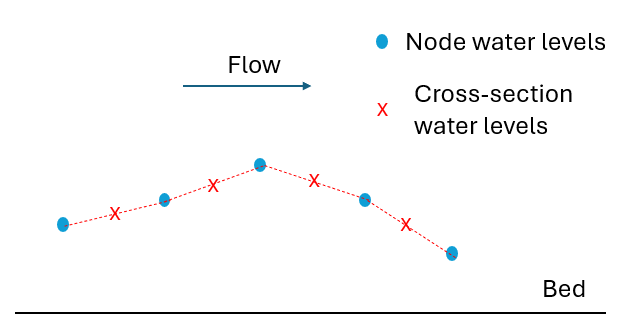 Node water levels
Flow
x
Cross-section
water levels
x
x
x
x
Bed